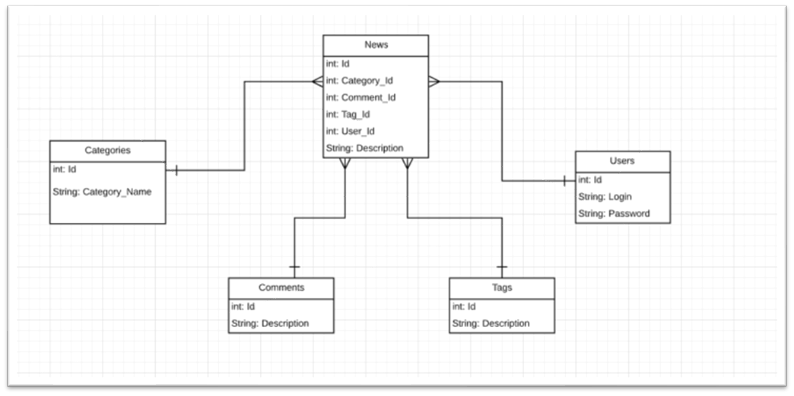 News
int: Id
int: Category_Id
int: Comment_Id
int: Tag_Id
int: User_Id
String: Description
Categories
int: Id
String: Category_Name
Users
int: Id
String: Login
String: Password
Comments
int: Id
String: Description
Tags
int: Id
String: Description